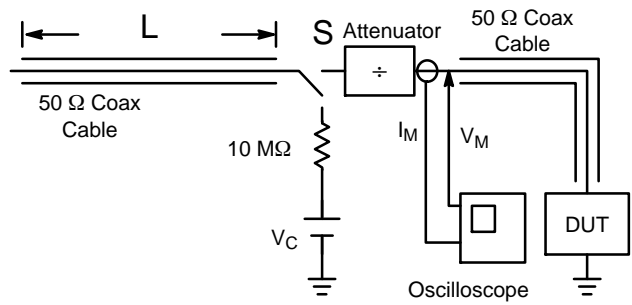 L
S
Attenuator
÷
50 Ω Coax
Cable
50 Ω Coax
Cable
10 MΩ
V_C
I_M
V_M
DUT
Oscilloscope